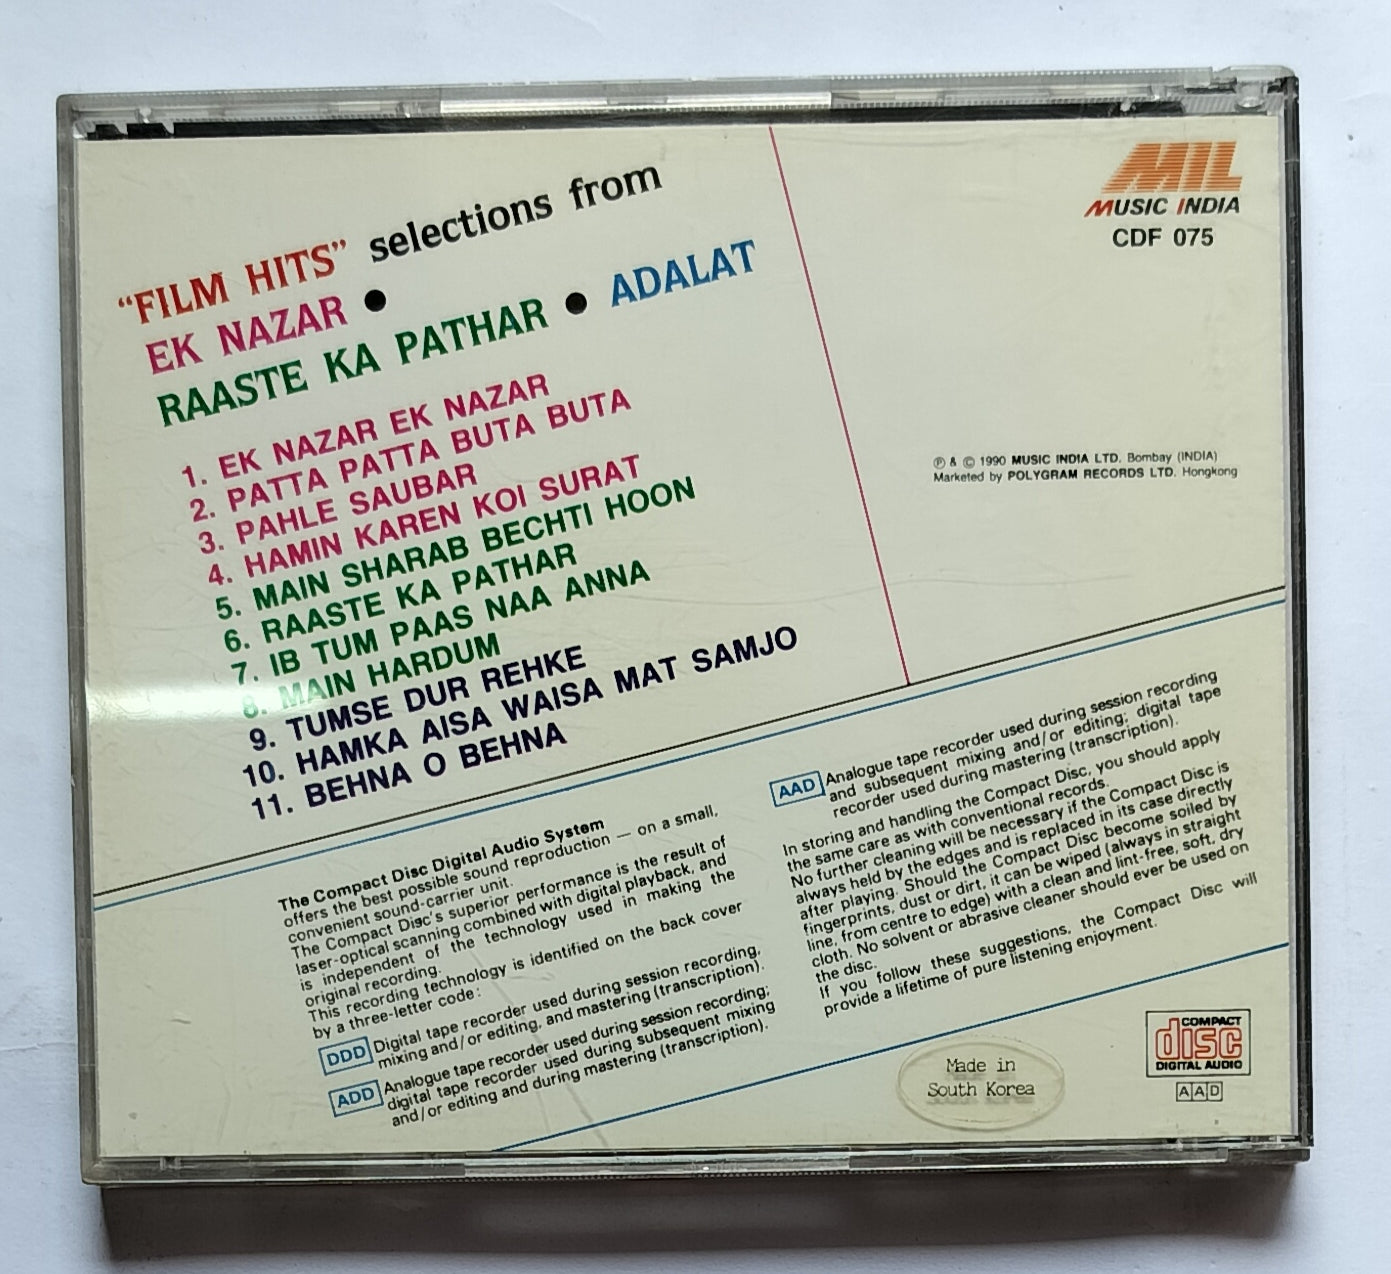 “FILM HITS” selections from
EK NAZAR ●
RAASTE KA PATHAR ● ADALAT
1. EK NAZAR EK NAZAR
2. PATTA PATTA BUTA BUTA
3. PAHLE SAUBAR
4. HAMIN KAREN KOI SURAT
5. MAIN SHARAB BECHTI HOON
6. RAASTE KA PATHAR
7. IB TUM PAAS NAA ANNA
8. MAIN HARDUM
9. TUMSE DUR REHKE
10. HAMKA AISA WAISA MAT SAMJO
11. BEHNA O BEHNA
MIL
MUSIC INDIA
CDF 075
℗ & © 1990 MUSIC INDIA LTD. Bombay (INDIA)
Marketed by POLYGRAM RECORDS LTD. Hongkong
The Compact Disc Digital Audio System
offers the best possible sound reproduction — on a small,
convenient sound-carrier unit.
The Compact Disc's superior performance is the result of
laser-optical scanning combined with digital playback, and
is independent of the technology used in making the
original recording.
This recording technology is identified on the back cover
by a three-letter code:
DDD Digital tape recorder used during session recording,
mixing and/or editing, and mastering (transcription).
ADD Analogue tape recorder used during session recording;
digital tape recorder used during subsequent mixing
and/or editing and during mastering (transcription).
AAD Analogue tape recorder used during session recording
and subsequent mixing and/or editing; digital tape
recorder used during mastering (transcription).
In storing and handling the Compact Disc, you should apply
the same care as with conventional records.
No further cleaning will be necessary if the Compact Disc is
always held by the edges and is replaced in its case directly
after playing. Should the Compact Disc become soiled by
fingerprints, dust or dirt, it can be wiped (always in straight
line, from centre to edge) with a clean and lint-free, soft, dry
cloth. No solvent or abrasive cleaner should ever be used on
the disc.
If you follow these suggestions, the Compact Disc will
provide a lifetime of pure listening enjoyment.
Made in
South Korea
COMPACT
disc
DIGITAL AUDIO
AAD